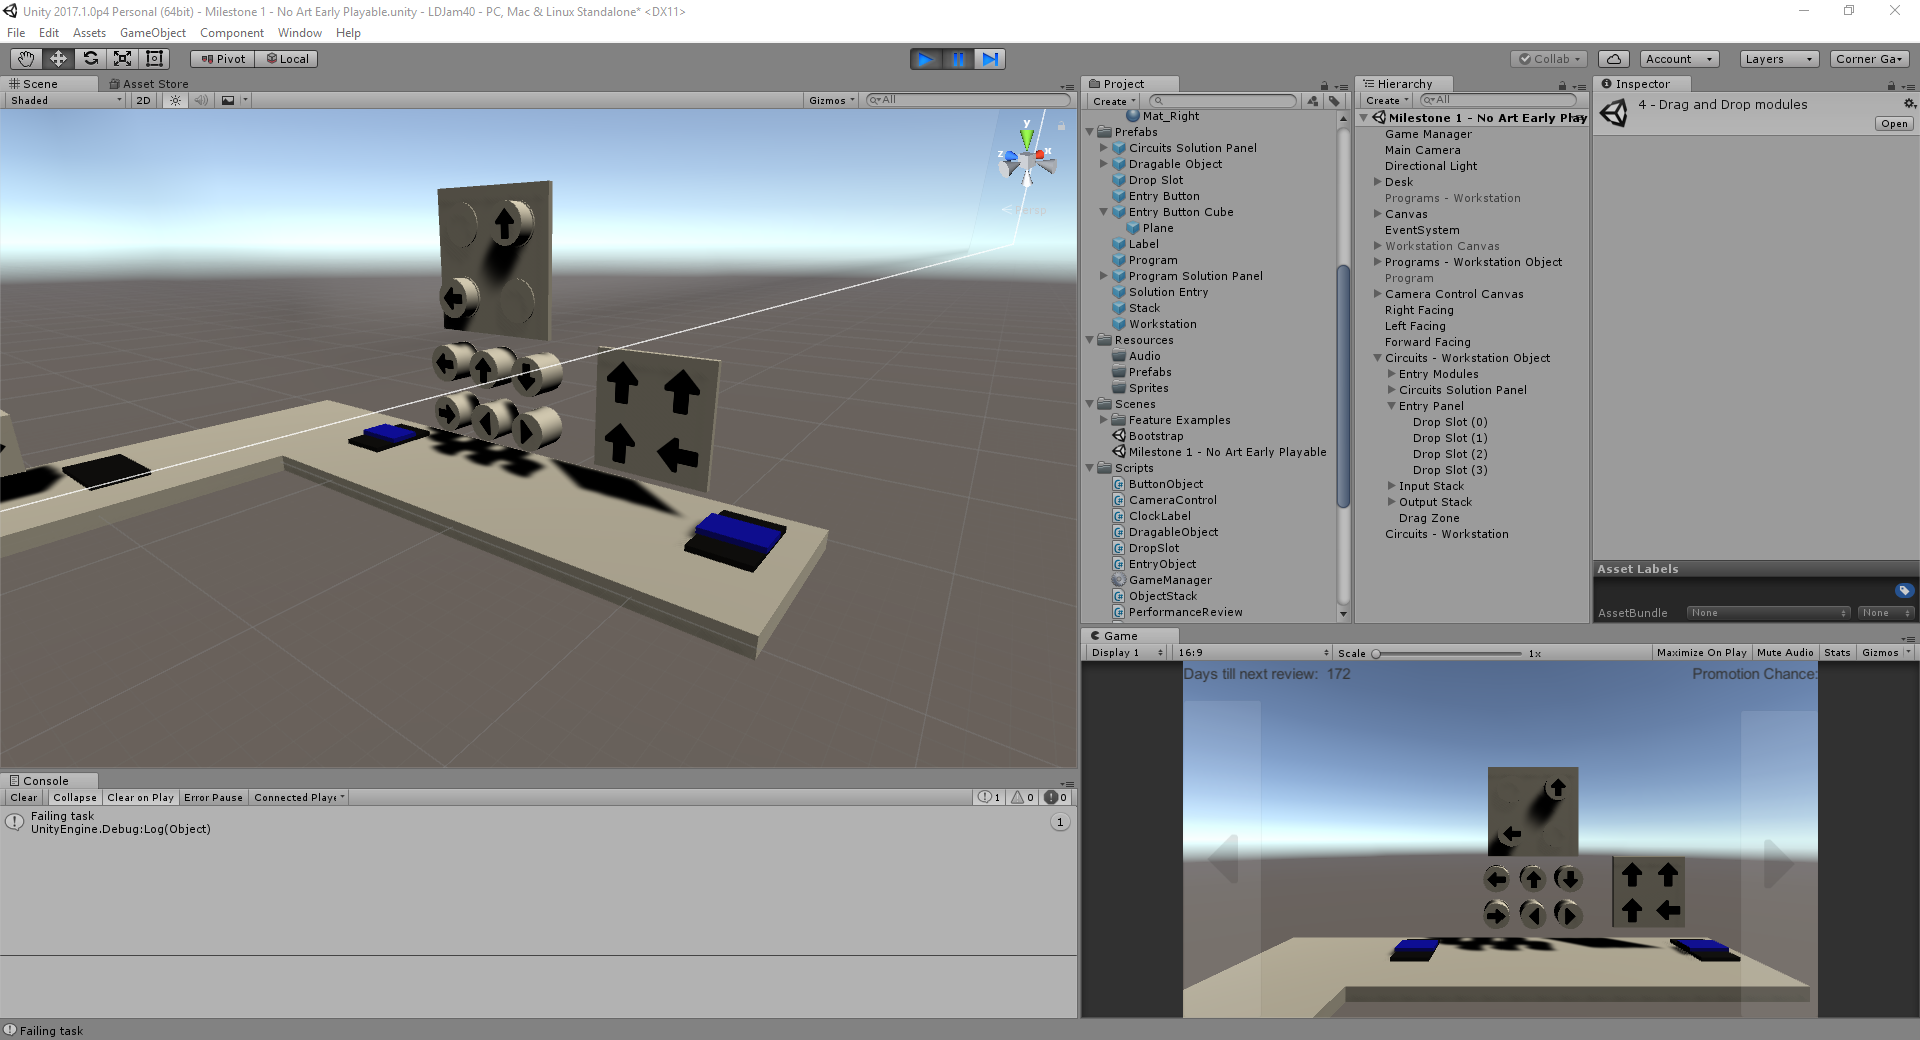 Unity 2017.1.0p4 Personal (64bit) - Milestone 1 - No Art Early Playable.unity - LDJam40 - PC, Mac & Linux Standalone* <DX11>
File Edit Assets GameObject Component Window Help
Pivot Local Collab Account Layers Corner Ga
Scene Asset Store
Shaded 2D Gizmos All
y
z x
Persp
Project
Create
Mat_Right
Prefabs
Circuits Solution Panel
Dragable Object
Drop Slot
Entry Button
Entry Button Cube
Plane
Label
Program
Program Solution Panel
Solution Entry
Stack
Workstation
Resources
Audio
Prefabs
Sprites
Scenes
Feature Examples
Bootstrap
Milestone 1 - No Art Early Playable
Scripts
ButtonObject
CameraControl
ClockLabel
DragableObject
DropSlot
EntryObject
GameManager
ObjectStack
PerformanceReview
Hierarchy
Create All
Milestone 1 - No Art Early Play
Game Manager
Main Camera
Directional Light
Desk
Programs - Workstation
Canvas
EventSystem
Workstation Canvas
Programs - Workstation Object
Program
Camera Control Canvas
Right Facing
Left Facing
Forward Facing
Circuits - Workstation Object
Entry Modules
Circuits Solution Panel
Entry Panel
Drop Slot (0)
Drop Slot (1)
Drop Slot (2)
Drop Slot (3)
Input Stack
Output Stack
Drag Zone
Circuits - Workstation
Inspector
4 - Drag and Drop modules
Open
Asset Labels
AssetBundle None None
Game
Display 1 16:9 Scale 1x Maximize On Play Mute Audio Stats Gizmos
Days till next review: 172 Promotion Chance:
Console
Clear Collapse Clear on Play Error Pause Connected Playe 1 0 0
Failing task
UnityEngine.Debug:Log(Object)
1
Failing task